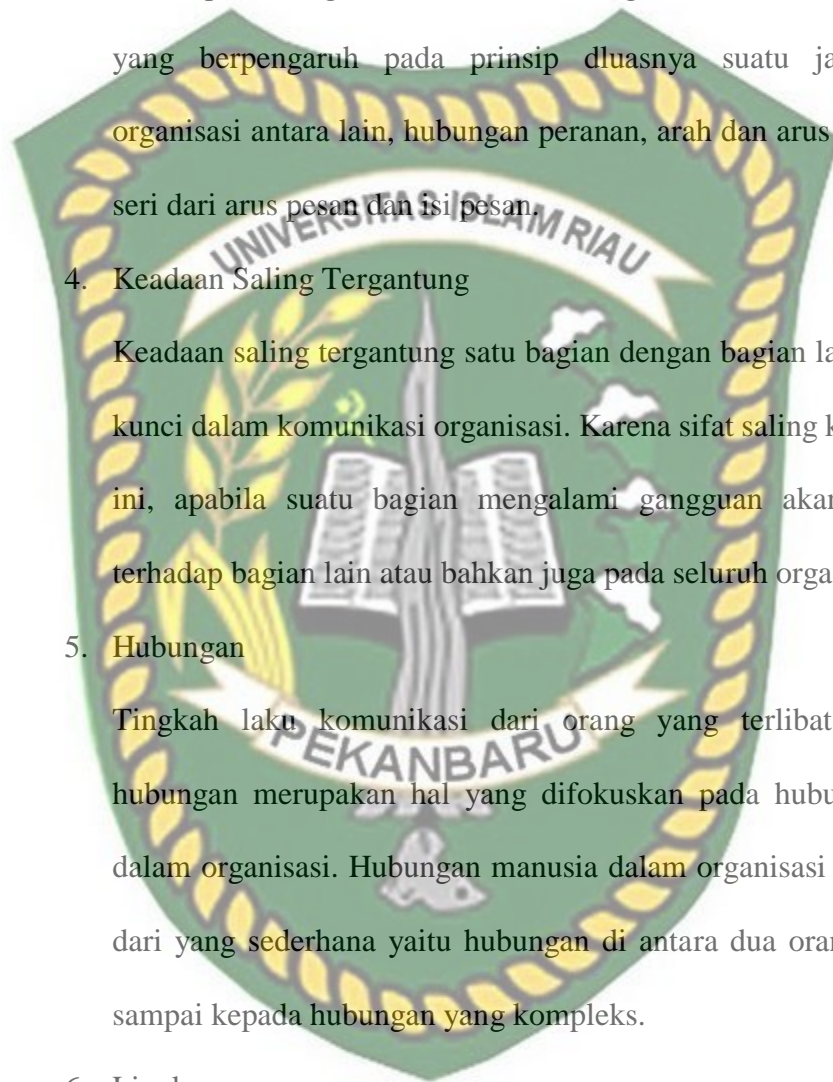 yang berpengaruh pada prinsip dluasnya suatu ja
organisasi antara lain, hubungan peranan, arah dan arus
seri dari arus pesan dan isi pesan.
UNIVERSITAS ISLAM RIAU
4. Keadaan Saling Tergantung
Keadaan saling tergantung satu bagian dengan bagian la
kunci dalam komunikasi organisasi. Karena sifat saling k
ini, apabila suatu bagian mengalami gangguan akan
terhadap bagian lain atau bahkan juga pada seluruh orga
5. Hubungan
Tingkah laku komunikasi dari orang yang terlibat
PEKANBARU
hubungan merupakan hal yang difokuskan pada hubu
dalam organisasi. Hubungan manusia dalam organisasi
dari yang sederhana yaitu hubungan di antara dua oran
sampai kepada hubungan yang kompleks.